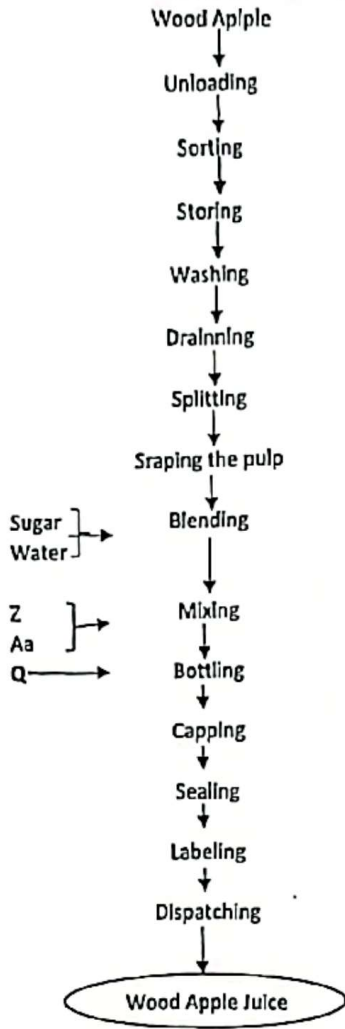 Wood Apiple
Unloading
Sorting
Storing
Washing
Drainning
Splitting
Sraping the pulp
Sugar
Water
Blending
Z
Aa
Mixing
Q
Bottling
Capping
Sealing
Labeling
Dispatching
Wood Apple Juice